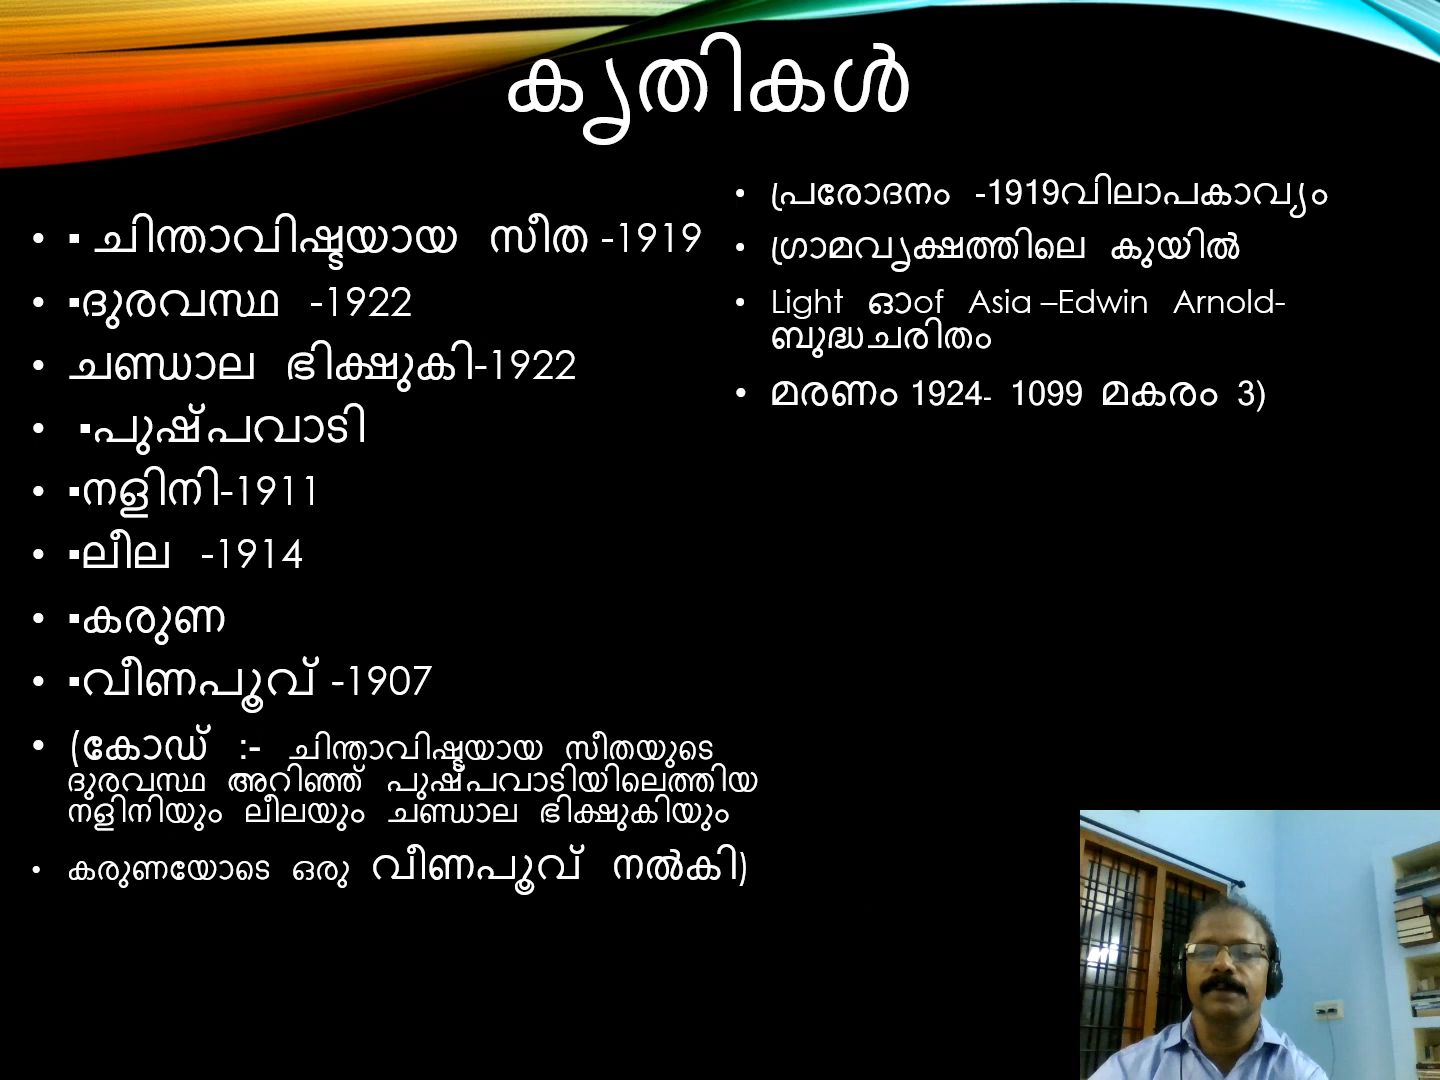 കൃതികൾ
• ▪ ചിന്താവിഷ്ടയായ സീത -1919
• ▪ദുരവസ്ഥ -1922
• ചണ്ഡാല ഭിക്ഷുകി-1922
• ▪പുഷ്പവാടി
• ▪നളിനി-1911
• ▪ലീല -1914
• ▪കരുണ
• ▪വീണപൂവ് -1907
• (കോഡ് :- ചിന്താവിഷ്ടയായ സീതയുടെ
ദുരവസ്ഥ അറിഞ്ഞ് പുഷ്പവാടിയിലെത്തിയ
നളിനിയും ലീലയും ചണ്ഡാല ഭിക്ഷുകിയും
• കരുണയോടെ ഒരു വീണപൂവ് നൽകി)
• പ്രരോദനം -1919വിലാപകാവ്യം
• ഗ്രാമവൃക്ഷത്തിലെ കുയിൽ
• Light ഓof Asia –Edwin Arnold-
ബുദ്ധചരിതം
• മരണം 1924- 1099 മകരം 3)